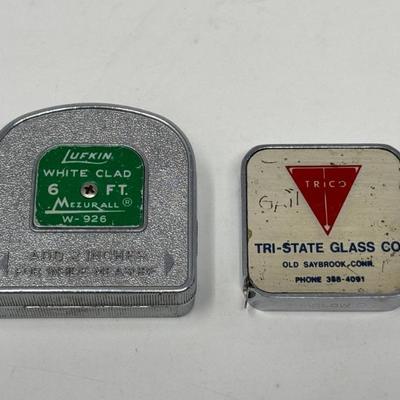 LUFKIN
WHITE CLAD
6 FT.
MEZURALL®
W-926
ADD 2 INCHES
FOR INSIDE MEASURE
TRICO
TRI-STATE GLASS CO
OLD SAYBROOK, CONN.
PHONE 388-4091